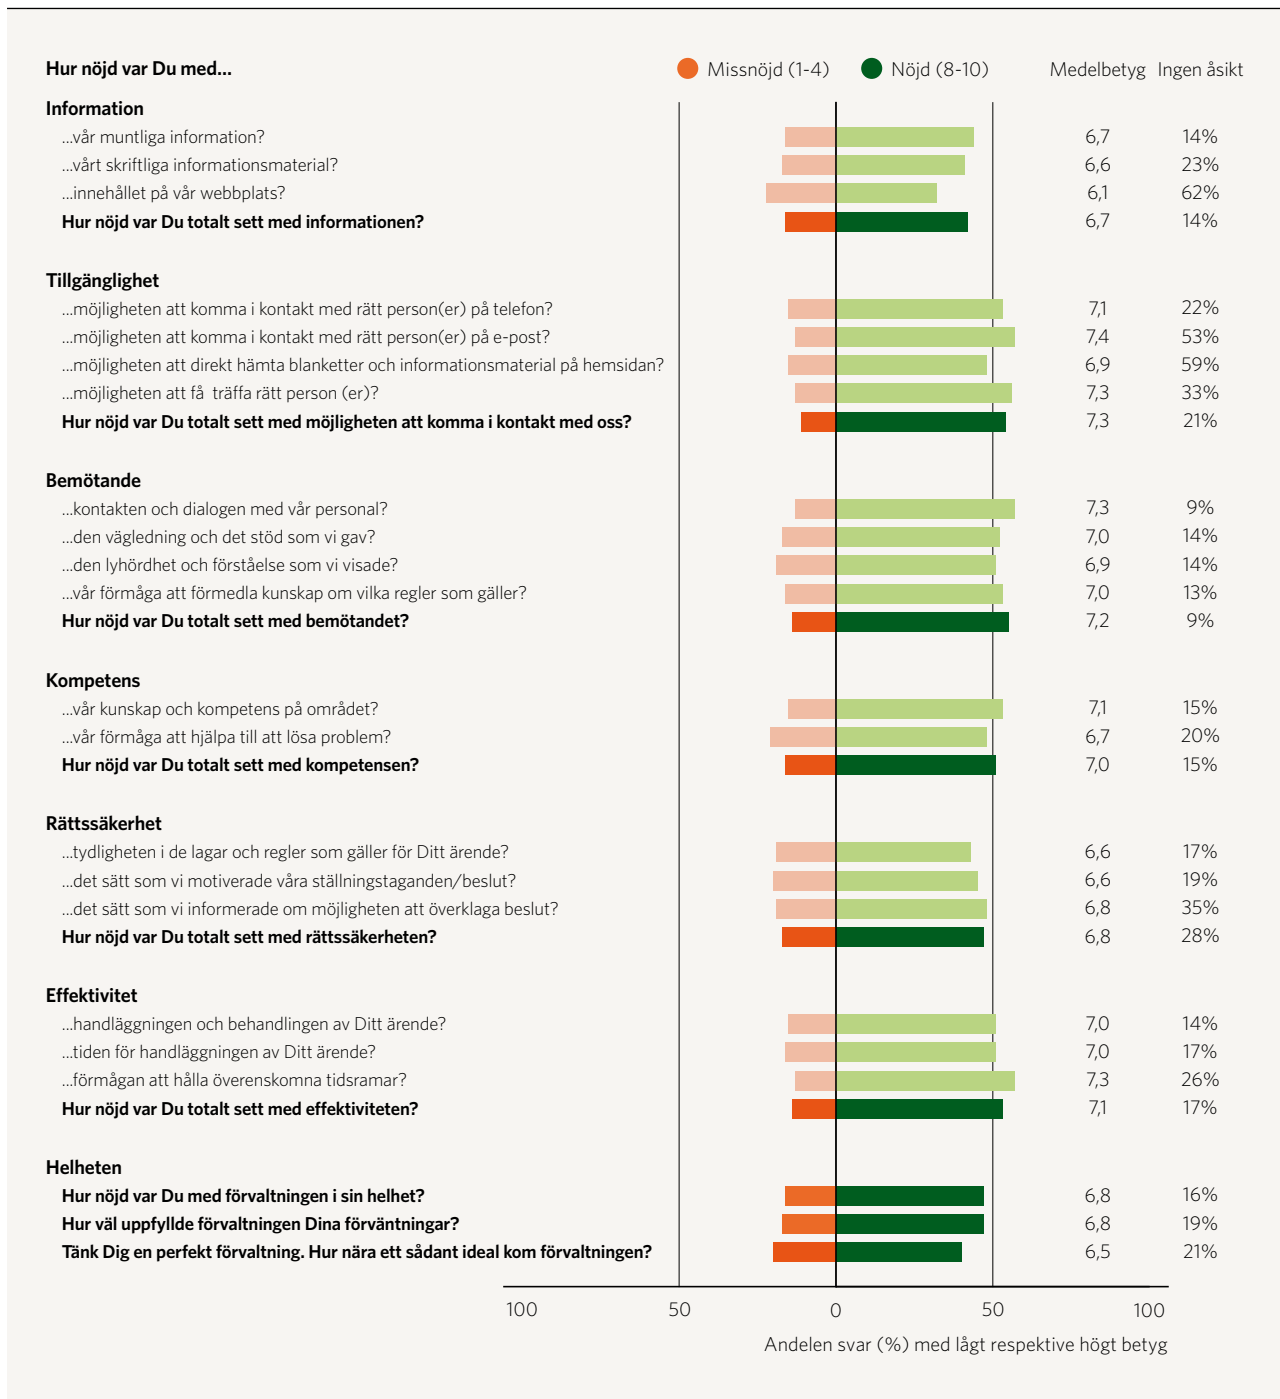 Hur nöjd var Du med... Missnöjd (1-4) Nöjd (8-10) Medelbetyg Ingen åsikt
Information
...vår muntliga information? 6,7 14%
...vårt skriftliga informationsmaterial? 6,6 23%
...innehållet på vår webbplats? 6,1 62%
Hur nöjd var Du totalt sett med informationen? 6,7 14%
Tillgänglighet
...möjligheten att komma i kontakt med rätt person(er) på telefon? 7,1 22%
...möjligheten att komma i kontakt med rätt person(er) på e-post? 7,4 53%
...möjligheten att direkt hämta blanketter och informationsmaterial på hemsidan? 6,9 59%
...möjligheten att få träffa rätt person (er)? 7,3 33%
Hur nöjd var Du totalt sett med möjligheten att komma i kontakt med oss? 7,3 21%
Bemötande
...kontakten och dialogen med vår personal? 7,3 9%
...den vägledning och det stöd som vi gav? 7,0 14%
...den lyhördhet och förståelse som vi visade? 6,9 14%
...vår förmåga att förmedla kunskap om vilka regler som gäller? 7,0 13%
Hur nöjd var Du totalt sett med bemötandet? 7,2 9%
Kompetens
...vår kunskap och kompetens på området? 7,1 15%
...vår förmåga att hjälpa till att lösa problem? 6,7 20%
Hur nöjd var Du totalt sett med kompetensen? 7,0 15%
Rättssäkerhet
...tydligheten i de lagar och regler som gäller för Ditt ärende? 6,6 17%
...det sätt som vi motiverade våra ställningstaganden/beslut? 6,6 19%
...det sätt som vi informerade om möjligheten att överklaga beslut? 6,8 35%
Hur nöjd var Du totalt sett med rättssäkerheten? 6,8 28%
Effektivitet
...handläggningen och behandlingen av Ditt ärende? 7,0 14%
...tiden för handläggningen av Ditt ärende? 7,0 17%
...förmågan att hålla överenskomna tidsramar? 7,3 26%
Hur nöjd var Du totalt sett med effektiviteten? 7,1 17%
Helheten
Hur nöjd var Du med förvaltningen i sin helhet? 6,8 16%
Hur väl uppfyllde förvaltningen Dina förväntningar? 6,8 19%
Tänk Dig en perfekt förvaltning. Hur nära ett sådant ideal kom förvaltningen? 6,5 21%
100 50 0 50 100
Andelen svar (%) med lågt respektive högt betyg